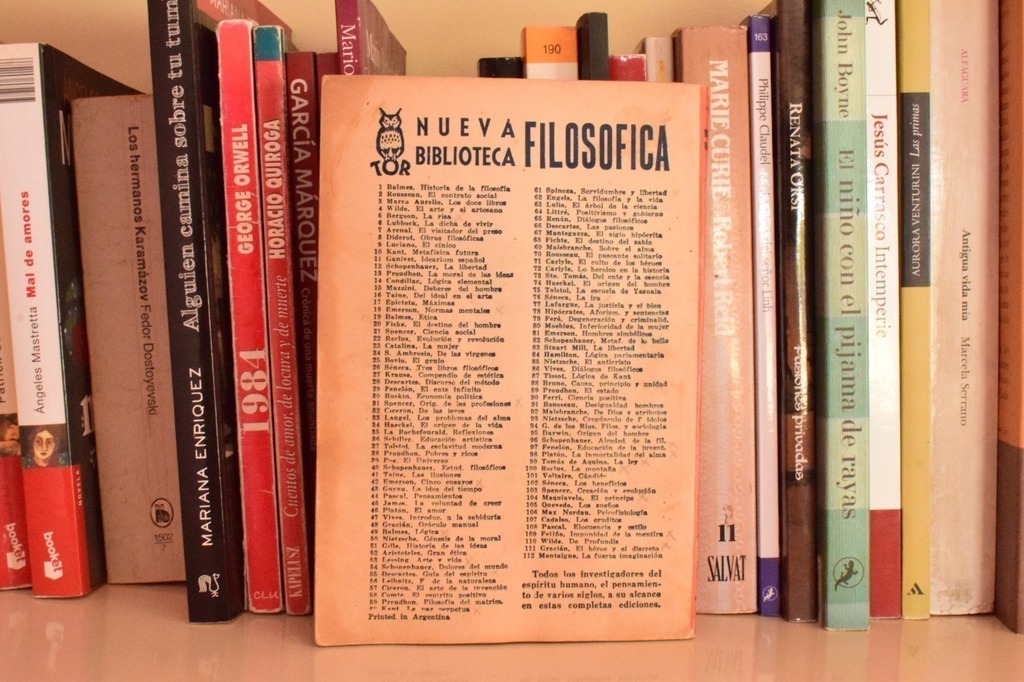 Ángeles Mastretta Mal de amores
booket
Los hermanos Karamázov Fedor Dostoyevski
1502
MARIANA ENRIQUEZ Alguien camina sobre tu tum
1984 GEORGE ORWELL
Cuentos de amor, de locura y de muerte HORACIO QUIROGA
KAPELUSZ
GARCÍA MÁRQUEZ
190
TOR
NUEVA
BIBLIOTECA
FILOSOFICA
1 Balmes, Historia de la filosofía
2 Rousseau, El contrato social
3 Marco Aurelio, Los doce libros
4 Wilde, El arte y el artesano
5 Bergson, La risa
6 Lubbock, La dicha de vivir
7 Arenal, El visitador del preso
8 Diderot, Obras filosóficas
9 Luciano, El cínico
10 Kant, Metafísica futura
11 Ganivet, Idearium español
12 Schopenhauer, La libertad
13 Proudhon, La moral de las ideas
14 Condillac, Lógica elemental
15 Mazzini, Deberes del hombre
16 Taine, Del ideal en el arte
17 Epicteto, Máximas
18 Emerson, Normas mentales
19 Balmes, Etica
20 Fiske, El destino del hombre
21 Spencer, Ciencia social
22 Reclus, Evolución y revolución
23 Catalina, La mujer
24 S. Ambrosio, De las vírgenes
25 Bovio, El genio
26 Séneca, Tres libros filosóficos
27 Krause, Compendio de estética
28 Descartes, Discurso del método
29 Fenelón, El ente infinito
30 Ruskin, Economía política
31 Spencer, Orig. de las profesiones
32 Cicerón, De las leyes
33 Laugel, Los problemas del alma
34 Haeckel, El origen de la vida
35 La Rochefoucald, Reflexiones
36 Schiller, Educación artística
37 Tolstoi, La esclavitud moderna
38 Proudhon, Pobres y ricos
39 Poe, El Universo
40 Schopenhauer, Estud. filosóficos
41 Taine, Las ilusiones
42 Emerson, Cinco ensayos
43 Guyau, La idea del tiempo
44 Pascal, Pensamientos
45 James, La voluntad de creer
46 Platón, El amor
47 Vives, Introduc. a la sabiduría
48 Gracián, Oráculo manual
49 Balmes, Lógica
50 Nietzsche, Génesis de la moral
51 Gille, Historia de las ideas
52 Aristóteles, Gran ética
53 Lessing, Arte y vida
54 Schopenhauer, Dolores del mundo
55 Descartes, Guía del espíritu
56 Leibnitz, F. de la naturaleza
57 Cicerón, El arte de la invención
58 Comte, El espíritu positivo
59 Proudhon, Filosofía del matrim.
60 Kant, La paz perpetua
Printed in Argentina
61 Spinoza, Servidumbre y libertad
62 Engels, La filosofía y la vida
63 Lulio, El árbol de la ciencia
64 Littré, Positivismo y gobierno
65 Renán, Diálogos filosóficos
66 Descartes, Las pasiones
67 Mantegazza, El siglo hipócrita
68 Fichte, El destino del sabio
69 Malebranche, Sobre el alma
70 Rousseau, El paseante solitario
71 Carlyle, El culto de los héroes
72 Carlyle, Lo heroico en la historia
73 Sto. Tomás, Del ente y la esencia
74 Haeckel, El origen del hombre
75 Tolstoi, La escuela de Yasnaia
76 Séneca, La ira
77 Lafargue, La justicia y el bien
78 Hipócrates, Aforism. y sentencias
79 Feré, Degeneración y criminalid.
80 Moebius, Inferioridad de la mujer
81 Emerson, Hombres simbólicos
82 Schopenhauer, Metaf. de lo bello
83 Stuart Mill, La libertad
84 Hamilton, Lógica parlamentaria
85 Nietzsche, El anticristo
86 Vives, Diálogos filosóficos
87 Tissot, Lógica de Kant
88 Bruno, Causa, principio y unidad
89 Proudhon, El estado
90 Ferri, Ciencia positiva
91 Rousseau, Desigualdad hombres
92 Malebranche, De Dios y atributos
93 Nietzsche, Crepúsculo de F. ídolos
94 G. de los Ríos, Filos. y sociología
95 Darwin, Origen del hombre
96 Schopenhauer, Alreded. de la fil.
97 Fenelón, Educación de la juvent.
98 Platón, La inmortalidad del alma
99 Tomás de Aquino, La ley
100 Reclus, La montaña
101 Voltaire, Cándido
102 Séneca, Los beneficios
103 Spencer, Creación y evolución
104 Maquiavelo, El príncipe
105 Quevedo, Los sueños
106 Max Nordau, Psicofisiología
107 Cadalso, Los eruditos
108 Pascal, Elocuencia y estilo
109 Feijóo, Impunidad de la mentira
110 Wilde, De Profundis
111 Gracián, El héroe y el discreto
112 Montaigne, La fuerza imaginación
Todos los investigadores del
espíritu humano, el pensamien-
to de varios siglos, a su alcance
en estas completas ediciones.
MARIE CURIE Robert Reid
11
SALVAT
163
Philippe Claudel
RENATA ORSI
John Boyne El niño con el pijama de rayas
Jesús Carrasco Intemperie
AURORA VENTURINI Las primas
ALFAGUARA
Antigua vida mía Marcela Serrano